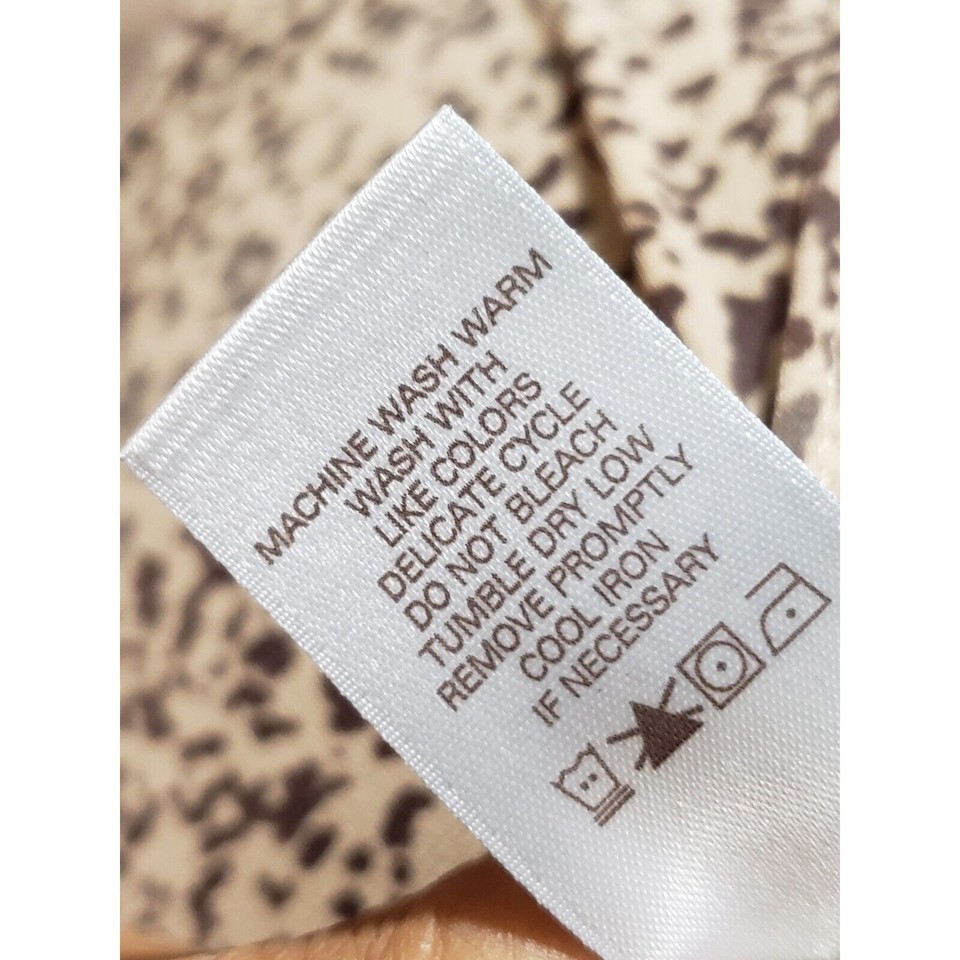 MACHINE WASH WARM
WASH WITH
LIKE COLORS
DELICATE CYCLE
DO NOT BLEACH
TUMBLE DRY LOW
REMOVE PROMPTLY
COOL IRON
IF NECESSARY